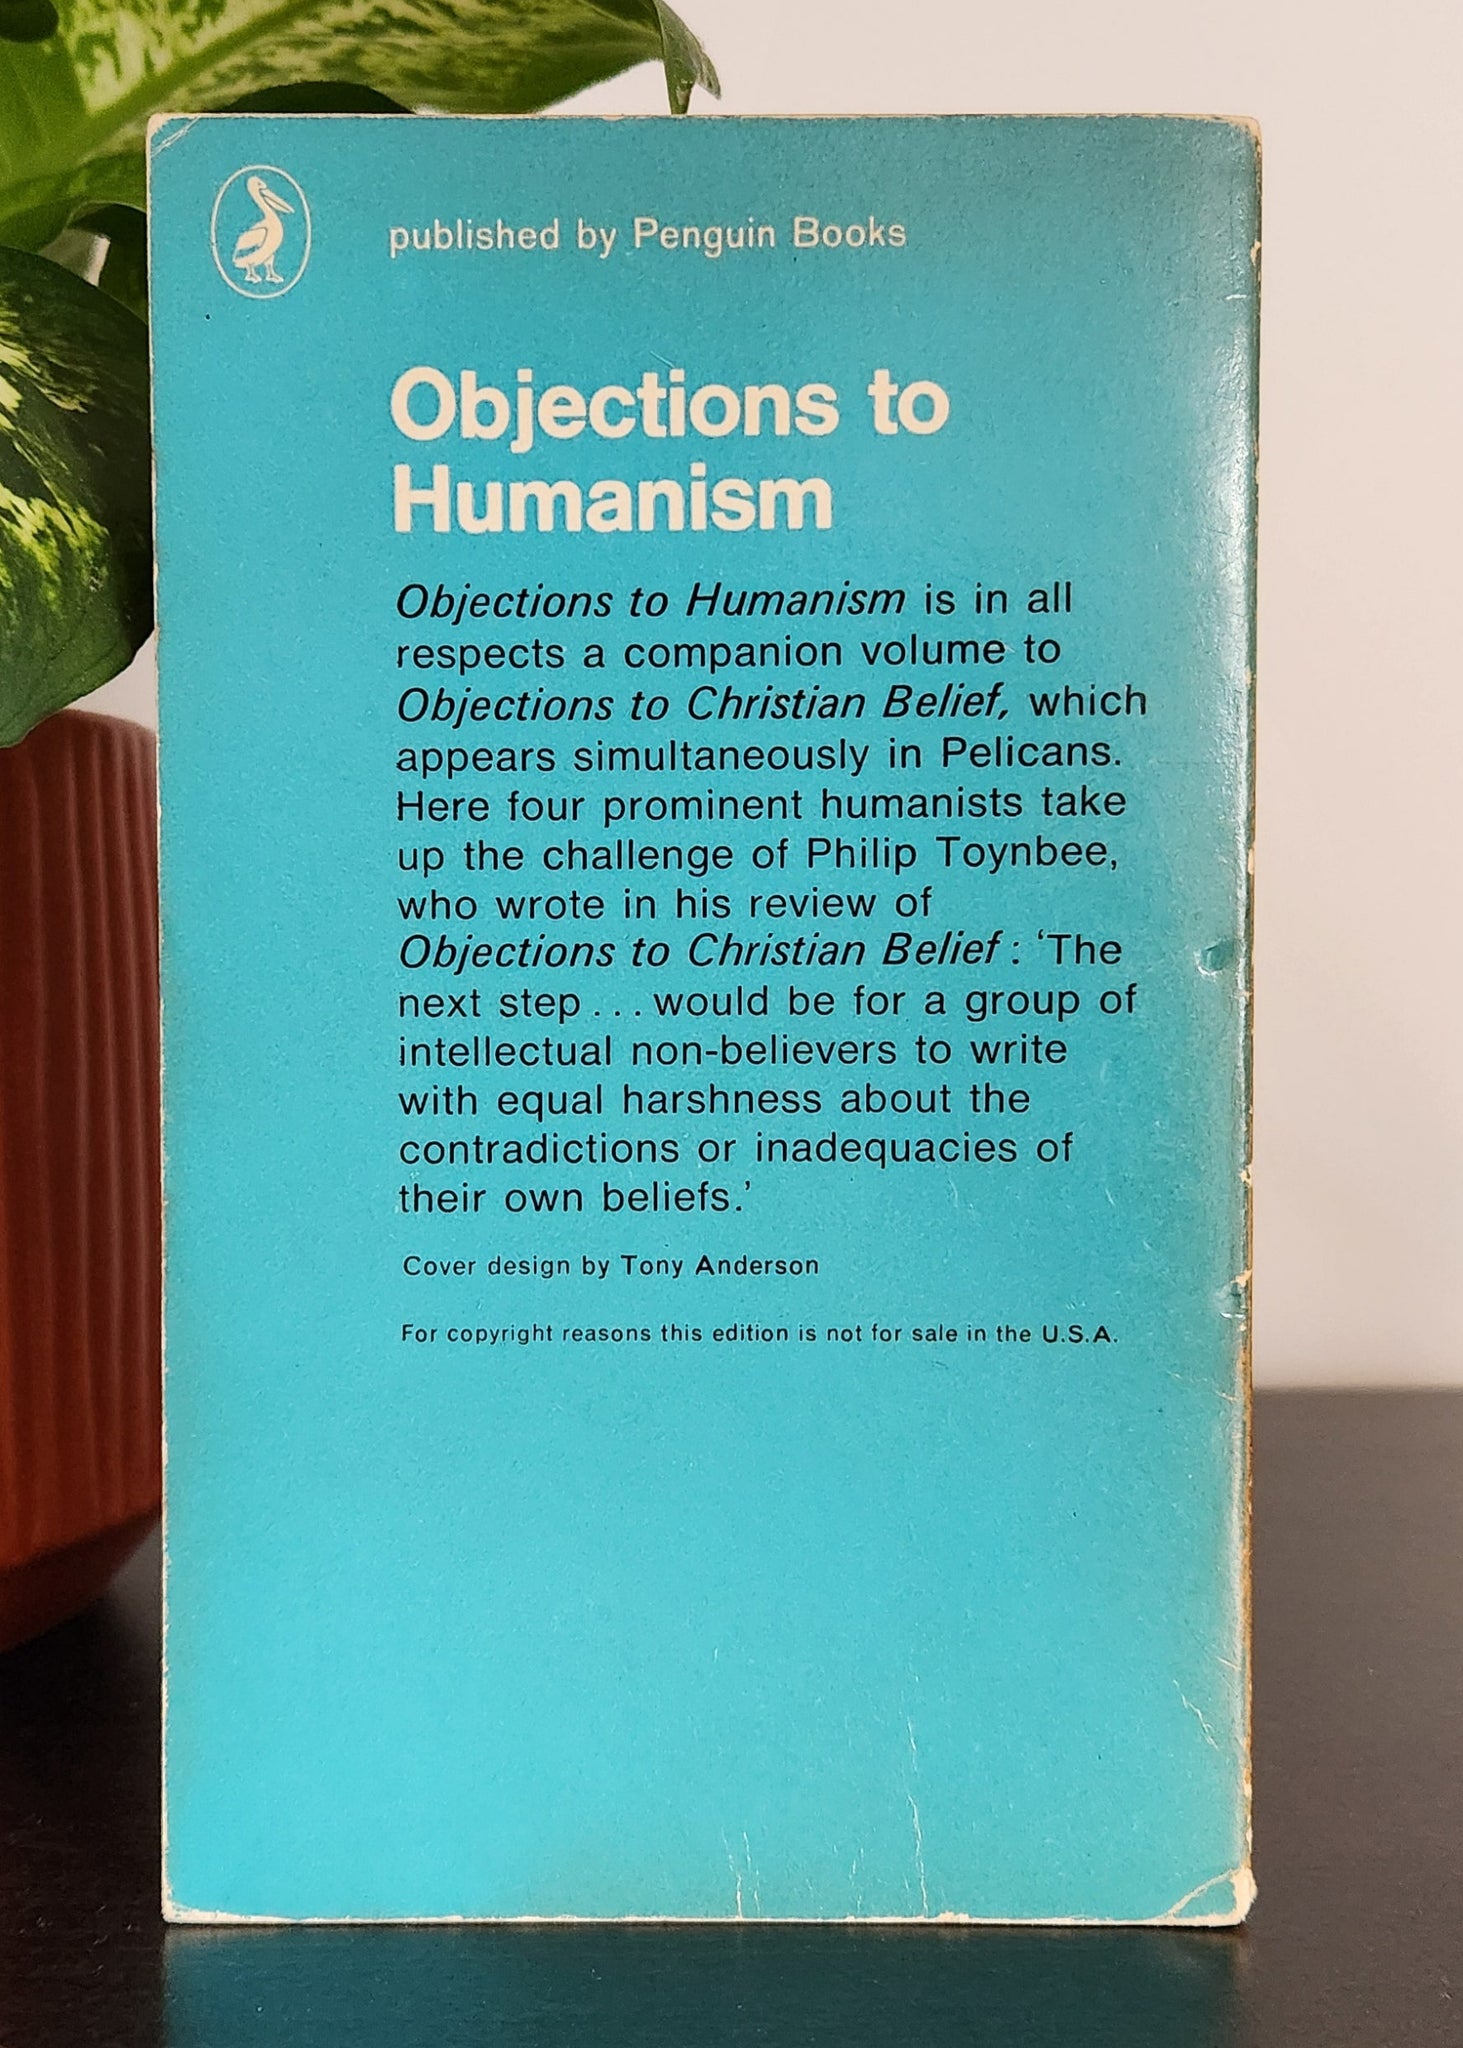 published by Penguin Books
Objections to
Humanism
Objections to Humanism is in all
respects a companion volume to
Objections to Christian Belief, which
appears simultaneously in Pelicans.
Here four prominent humanists take
up the challenge of Philip Toynbee,
who wrote in his review of
Objections to Christian Belief : ‘The
next step . . . would be for a group of
intellectual non-believers to write
with equal harshness about the
contradictions or inadequacies of
their own beliefs.’
Cover design by Tony Anderson
For copyright reasons this edition is not for sale in the U.S.A.